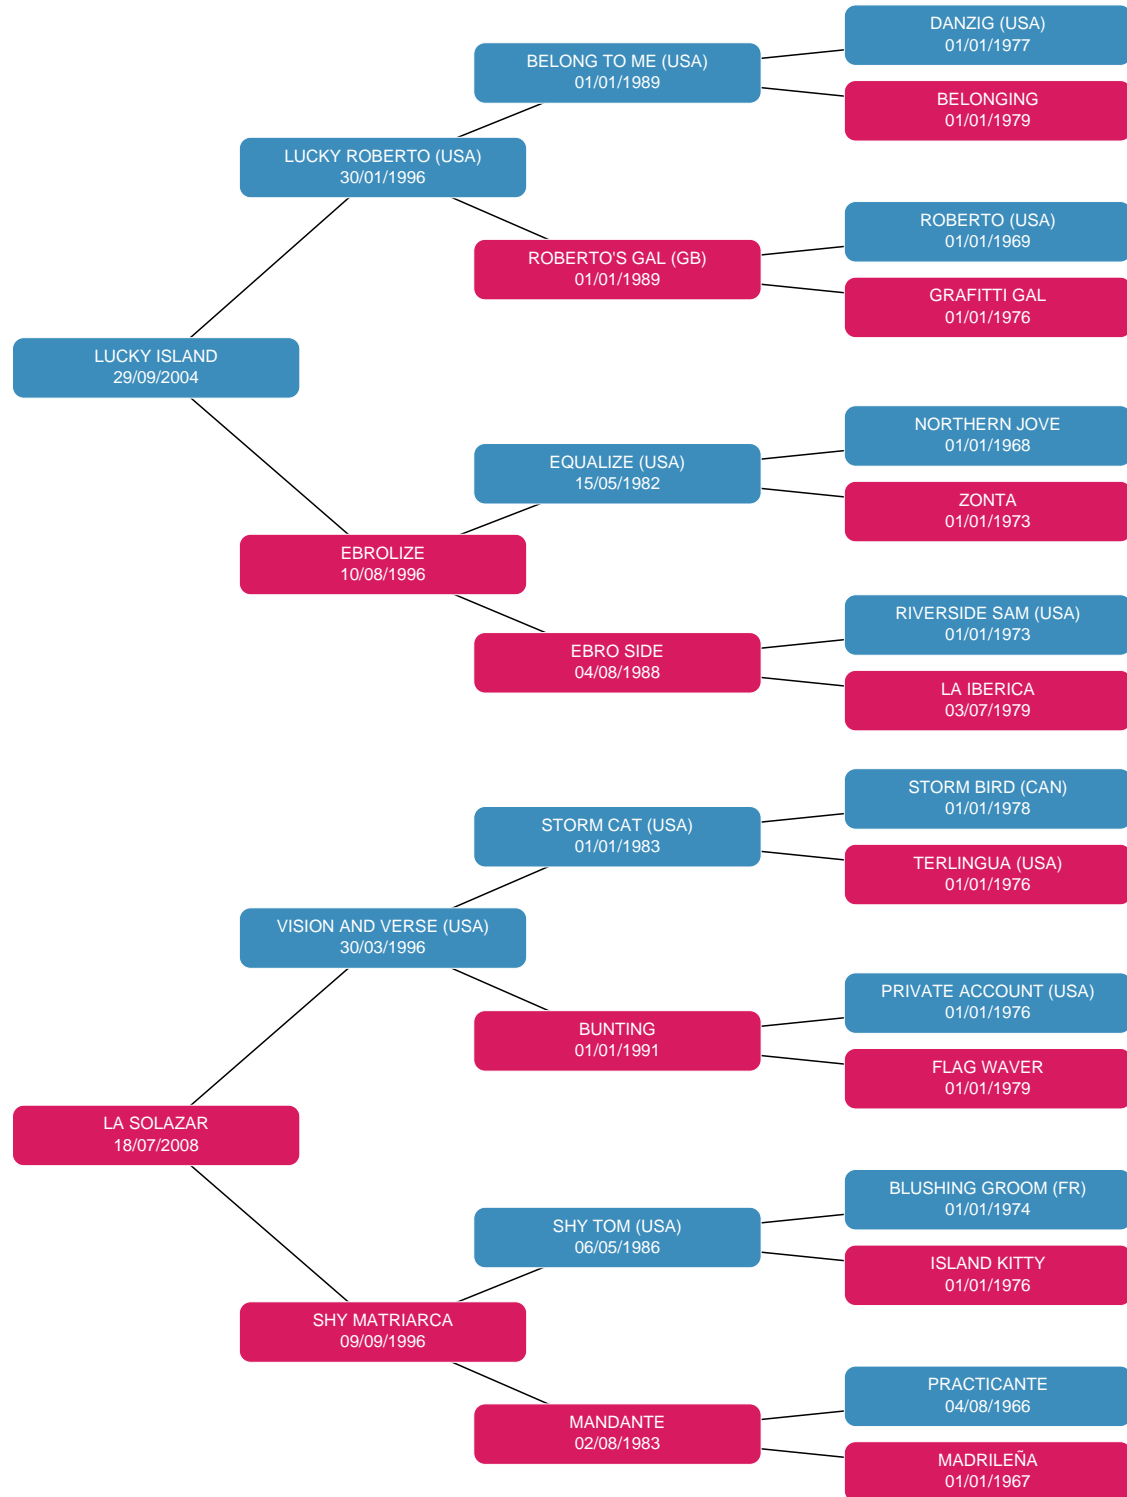 DANZIG (USA)
01/01/1977
BELONG TO ME (USA)
01/01/1989
BELONGING
01/01/1979
LUCKY ROBERTO (USA)
30/01/1996
ROBERTO (USA)
01/01/1969
ROBERTO'S GAL (GB)
01/01/1989
GRAFITTI GAL
01/01/1976
LUCKY ISLAND
29/09/2004
NORTHERN JOVE
01/01/1968
EQUALIZE (USA)
15/05/1982
ZONTA
01/01/1973
EBROLIZE
10/08/1996
RIVERSIDE SAM (USA)
01/01/1973
EBRO SIDE
04/08/1988
LA IBERICA
03/07/1979
STORM BIRD (CAN)
01/01/1978
STORM CAT (USA)
01/01/1983
TERLINGUA (USA)
01/01/1976
VISION AND VERSE (USA)
30/03/1996
PRIVATE ACCOUNT (USA)
01/01/1976
BUNTING
01/01/1991
FLAG WAVER
01/01/1979
LA SOLAZAR
18/07/2008
BLUSHING GROOM (FR)
01/01/1974
SHY TOM (USA)
06/05/1986
ISLAND KITTY
01/01/1976
SHY MATRIARCA
09/09/1996
PRACTICANTE
04/08/1966
MANDANTE
02/08/1983
MADRILEÑA
01/01/1967